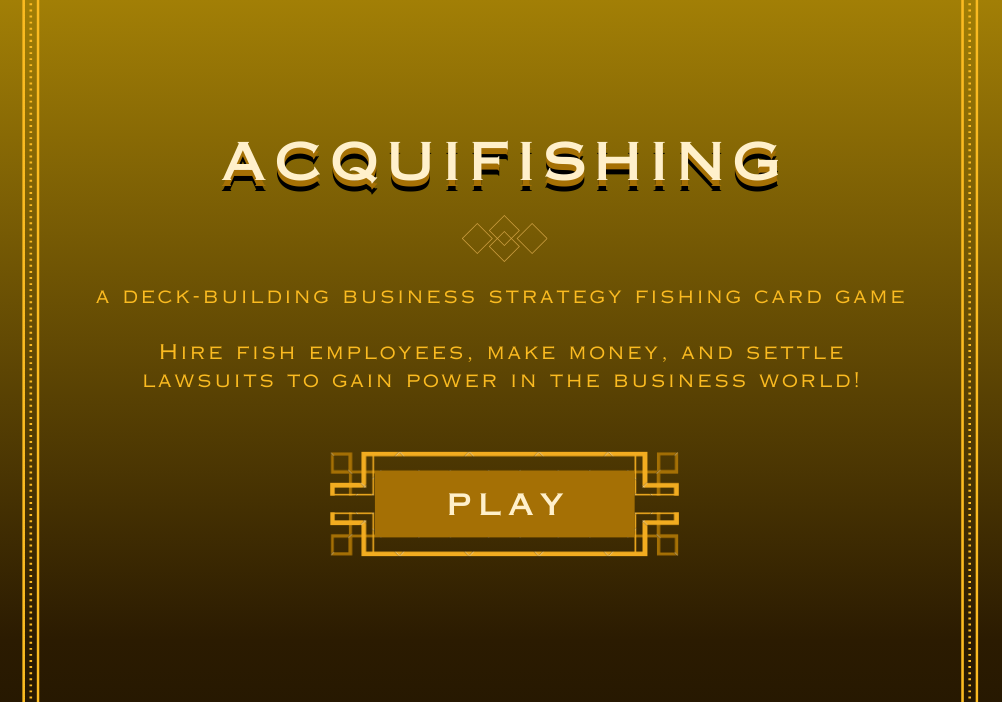 ACQUIFISHING
A DECK-BUILDING BUSINESS STRATEGY FISHING CARD GAME
HIRE FISH EMPLOYEES, MAKE MONEY, AND SETTLE
LAWSUITS TO GAIN POWER IN THE BUSINESS WORLD!
PLAY